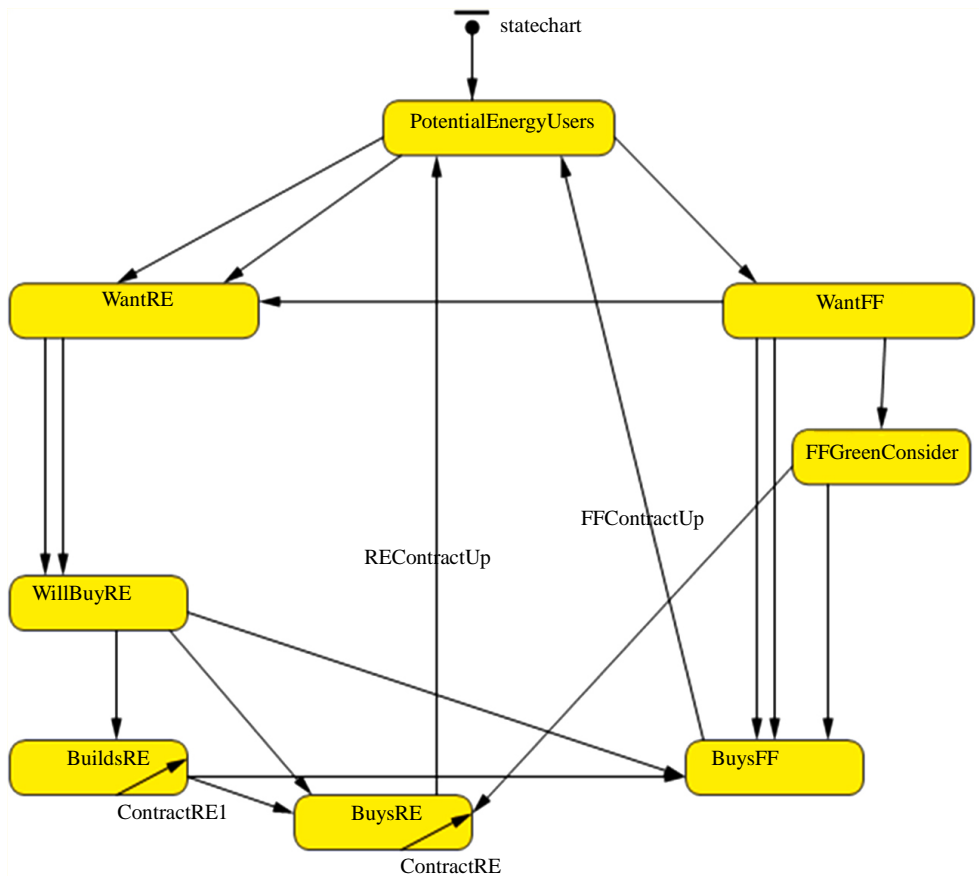 statechart
PotentialEnergyUsers
WantRE
WantFF
FFGreenConsider
FFContractUp
REContractUp
WillBuyRE
BuildsRE
BuysFF
ContractRE1
BuysRE
ContractRE